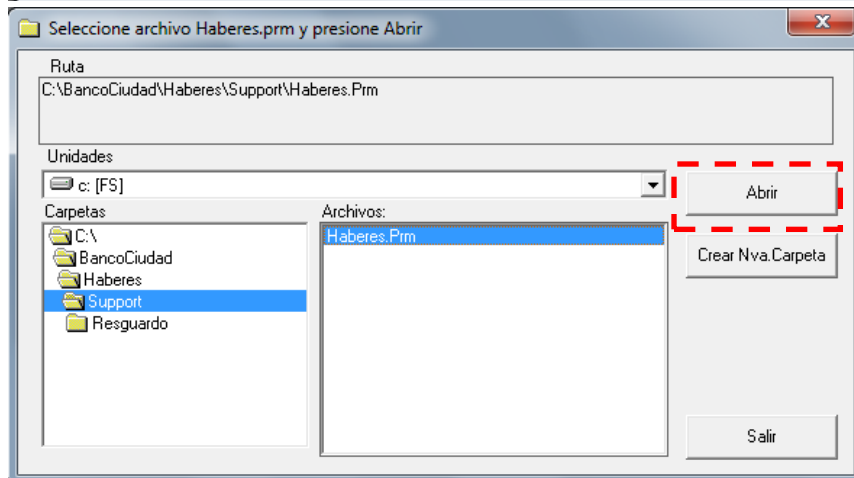 Seleccione archivo Haberes.prm y presione Abrir
Ruta
C:\BancoCiudad\Haberes\Support\Haberes.Prm
Unidades
c: [FS]
Abrir
Carpetas
Archivos:
C:\
BancoCiudad
Haberes
Support
Resguardo
Haberes.Prm
Crear Nva.Carpeta
Salir